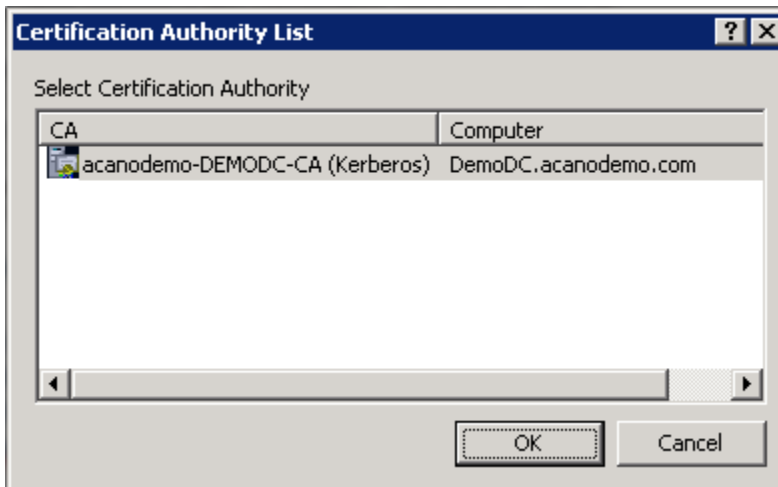 Certification Authority List
Select Certification Authority
CA Computer
acanodemo-DEMODC-CA (Kerberos) DemoDC.acanodemo.com
OK Cancel